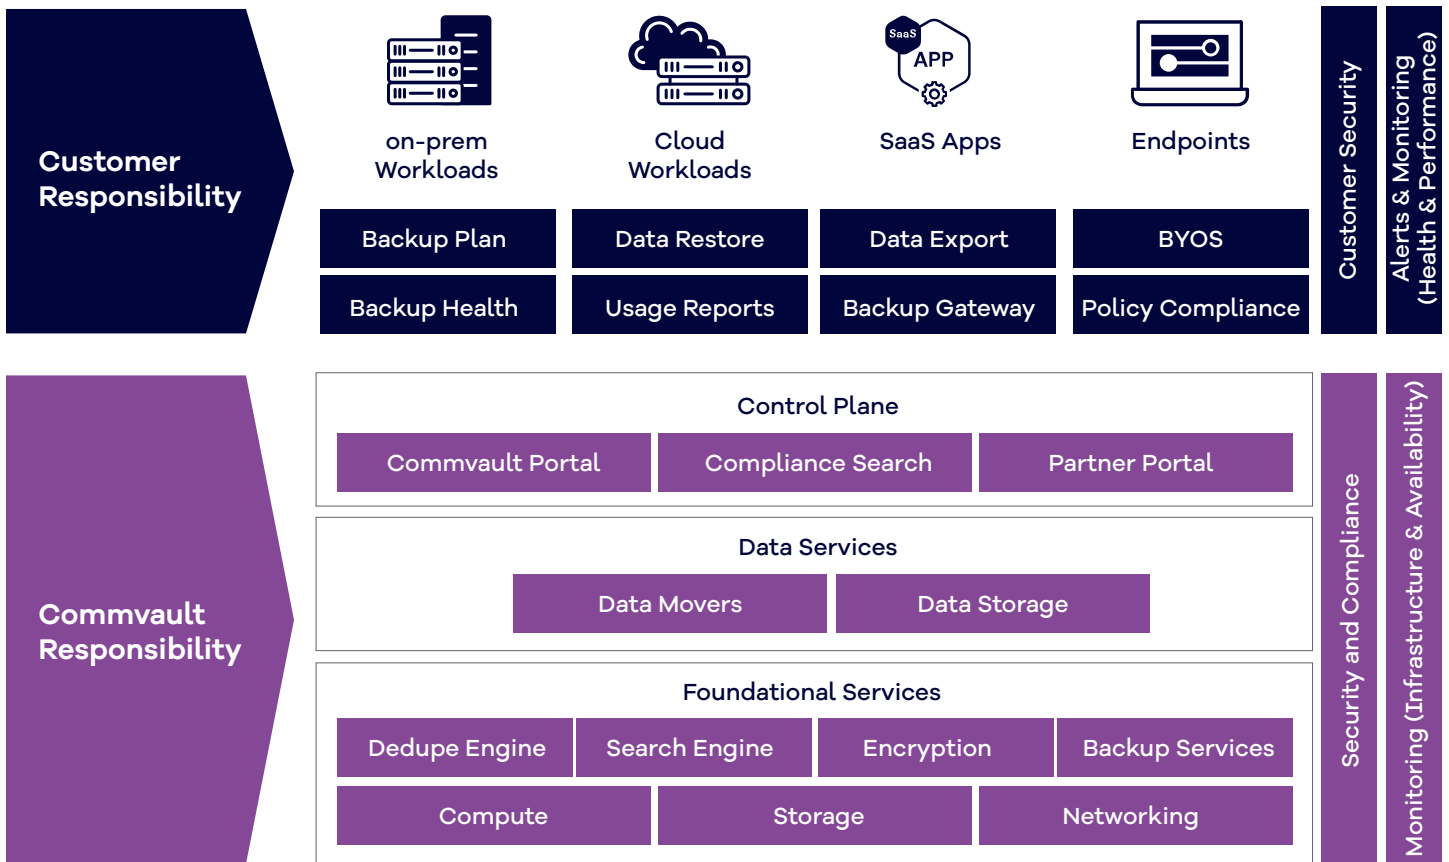 Customer
Responsibility
SaaS
APP
on-prem
Workloads
Cloud
Workloads
SaaS Apps
Endpoints
Backup Plan
Data Restore
Data Export
BYOS
Backup Health
Usage Reports
Backup Gateway
Policy Compliance
Customer Security
Alerts & Monitoring
(Health & Performance)
Commvault
Responsibility
Control Plane
Commvault Portal
Compliance Search
Partner Portal
Data Services
Data Movers
Data Storage
Foundational Services
Dedupe Engine
Search Engine
Encryption
Backup Services
Compute
Storage
Networking
Security and Compliance
Monitoring (Infrastructure & Availability)